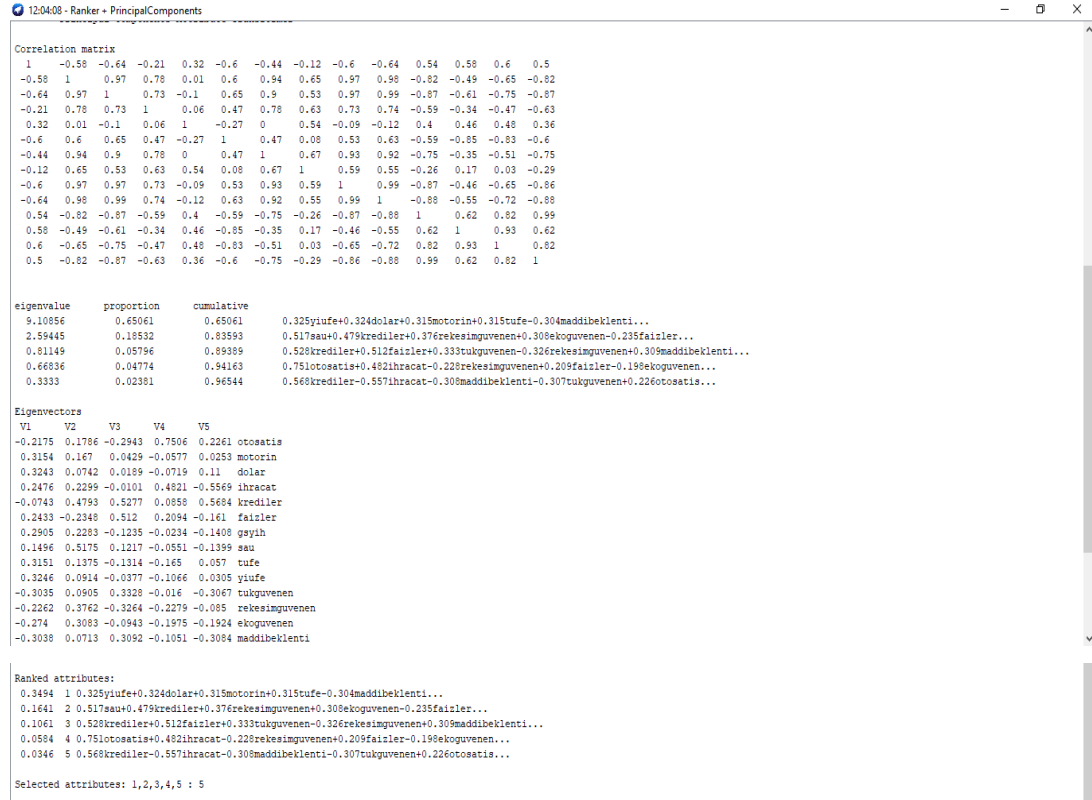 12:04:08 - Ranker + PrincipalComponents
Correlation matrix
1 -0.58 -0.64 -0.21 0.32 -0.6 -0.44 -0.12 -0.6 -0.64 0.54 0.58 0.6 0.5
-0.58 1 0.97 0.78 0.01 0.6 0.94 0.65 0.97 0.98 -0.82 -0.49 -0.65 -0.82
-0.64 0.97 1 0.73 -0.1 0.65 0.9 0.53 0.97 0.99 -0.87 -0.61 -0.75 -0.87
-0.21 0.78 0.73 1 0.06 0.47 0.78 0.63 0.73 0.74 -0.59 -0.34 -0.47 -0.63
0.32 0.01 -0.1 0.06 1 -0.27 0 0.54 -0.09 -0.12 0.4 0.46 0.48 0.36
-0.6 0.6 0.65 0.47 -0.27 1 0.47 0.08 0.53 0.63 -0.59 -0.85 -0.83 -0.6
-0.44 0.94 0.9 0.78 0 0.47 1 0.67 0.93 0.92 -0.75 -0.35 -0.51 -0.75
-0.12 0.65 0.53 0.63 0.54 0.08 0.67 1 0.59 0.55 -0.26 0.17 0.03 -0.29
-0.6 0.97 0.97 0.73 -0.09 0.53 0.93 0.59 1 0.99 -0.87 -0.46 -0.65 -0.86
-0.64 0.98 0.99 0.74 -0.12 0.63 0.92 0.55 0.99 1 -0.88 -0.55 -0.72 -0.88
0.54 -0.82 -0.87 -0.59 0.4 -0.59 -0.75 -0.26 -0.87 -0.88 1 0.62 0.82 0.99
0.58 -0.49 -0.61 -0.34 0.46 -0.85 -0.35 0.17 -0.46 -0.55 0.62 1 0.93 0.62
0.6 -0.65 -0.75 -0.47 0.48 -0.83 -0.51 0.03 -0.65 -0.72 0.82 0.93 1 0.82
0.5 -0.82 -0.87 -0.63 0.36 -0.6 -0.75 -0.29 -0.86 -0.88 0.99 0.62 0.82 1
eigenvalue proportion cumulative
9.10856 0.65061 0.65061 0.325yiufe+0.324dolar+0.315motorin+0.315tufe-0.304maddibeklenti...
2.59445 0.18532 0.83593 0.517sau+0.479krediler+0.376rekesimguvenen+0.308ekoguvenen-0.235faizler...
0.81149 0.05796 0.89389 0.528krediler+0.512faizler+0.333tukguvenen-0.326rekesimguvenen+0.309maddibeklenti...
0.66836 0.04774 0.94163 0.751otosatis+0.482ihracat-0.228rekesimguvenen+0.209faizler-0.198ekoguvenen...
0.3333 0.02381 0.96544 0.568krediler-0.557ihracat-0.308maddibeklenti-0.307tukguvenen+0.226otosatis...
Eigenvectors
V1 V2 V3 V4 V5
-0.2175 0.1786 -0.2943 0.7506 0.2261 otosatis
0.3154 0.167 0.0429 -0.0577 0.0253 motorin
0.3243 0.0742 0.0189 -0.0719 0.11 dolar
0.2476 0.2299 -0.0101 0.4821 -0.5569 ihracat
-0.0743 0.4793 0.5277 0.0858 0.5684 krediler
0.2433 -0.2348 0.512 0.2094 -0.161 faizler
0.2905 0.2283 -0.1235 -0.0234 -0.1408 gsyih
0.1496 0.5175 0.1217 -0.0551 -0.1399 sau
0.3151 0.1375 -0.1314 -0.165 0.057 tufe
0.3246 0.0914 -0.0377 -0.1066 0.0305 yiufe
-0.3035 0.0905 0.3328 -0.016 -0.3067 tukguvenen
-0.2262 0.3762 -0.3264 -0.2279 -0.085 rekesimguvenen
-0.274 0.3083 -0.0943 -0.1975 -0.1924 ekoguvenen
-0.3038 0.0713 0.3092 -0.1051 -0.3084 maddibeklenti
Ranked attributes:
0.3494 1 0.325yiufe+0.324dolar+0.315motorin+0.315tufe-0.304maddibeklenti...
0.1641 2 0.517sau+0.479krediler+0.376rekesimguvenen+0.308ekoguvenen-0.235faizler...
0.1061 3 0.528krediler+0.512faizler+0.333tukguvenen-0.326rekesimguvenen+0.309maddibeklenti...
0.0584 4 0.751otosatis+0.482ihracat-0.228rekesimguvenen+0.209faizler-0.198ekoguvenen...
0.0346 5 0.568krediler-0.557ihracat-0.308maddibeklenti-0.307tukguvenen+0.226otosatis...
Selected attributes: 1,2,3,4,5 : 5